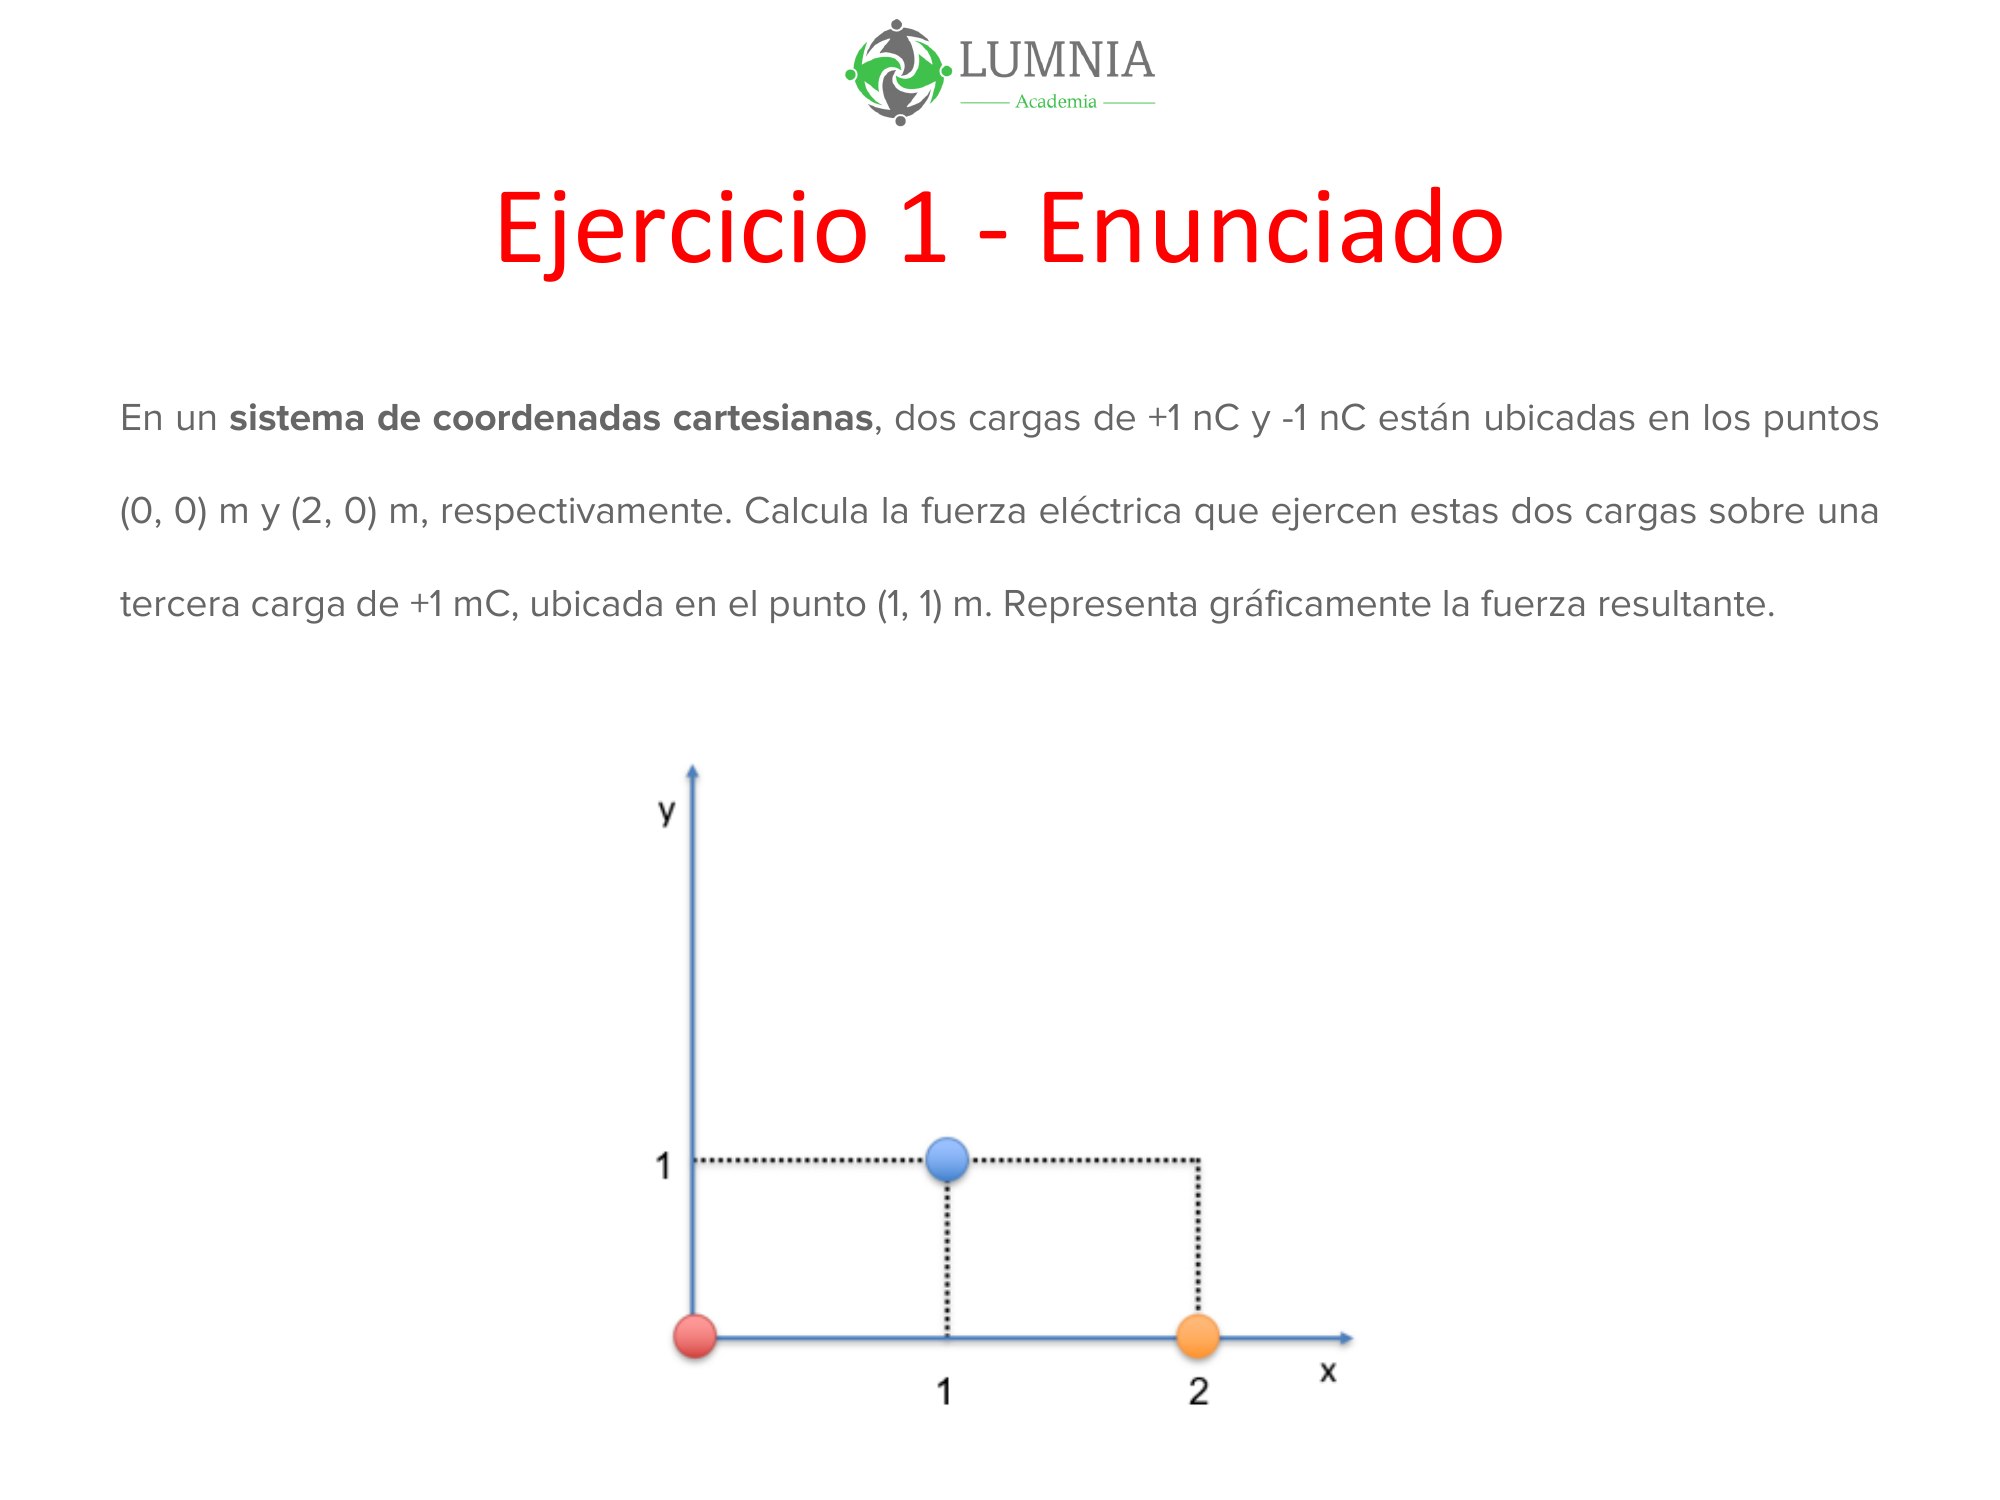 LUMNIA
Academia
Ejercicio 1 - Enunciado
En un sistema de coordenadas cartesianas, dos cargas de +1 nC y -1 nC están ubicadas en los puntos
(0, 0) m y (2, 0) m, respectivamente. Calcula la fuerza eléctrica que ejercen estas dos cargas sobre una
tercera carga de +1 mC, ubicada en el punto (1, 1) m. Representa gráficamente la fuerza resultante.
y
1
x
1
2